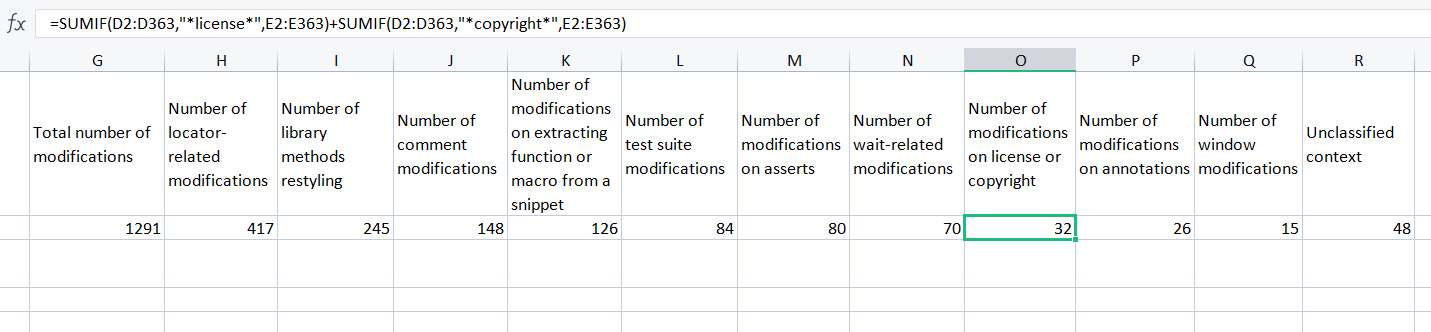 fx =SUMIF(D2:D363,"*license*",E2:E363)+SUMIF(D2:D363,"*copyright*",E2:E363)
G H I J K L M N O P Q R
Total number of
modifications
Number of
locator-
related
modifications
Number of
library
methods
restyling
Number of
comment
modifications
Number of
modifications
on extracting
function or
macro from a
snippet
Number of
test suite
modifications
Number of
modifications
on asserts
Number of
wait-related
modifications
Number of
modifications
on license or
copyright
Number of
modifications
on annotations
Number of
window
modifications
Unclassified
context
1291 417 245 148 126 84 80 70 32 26 15 48